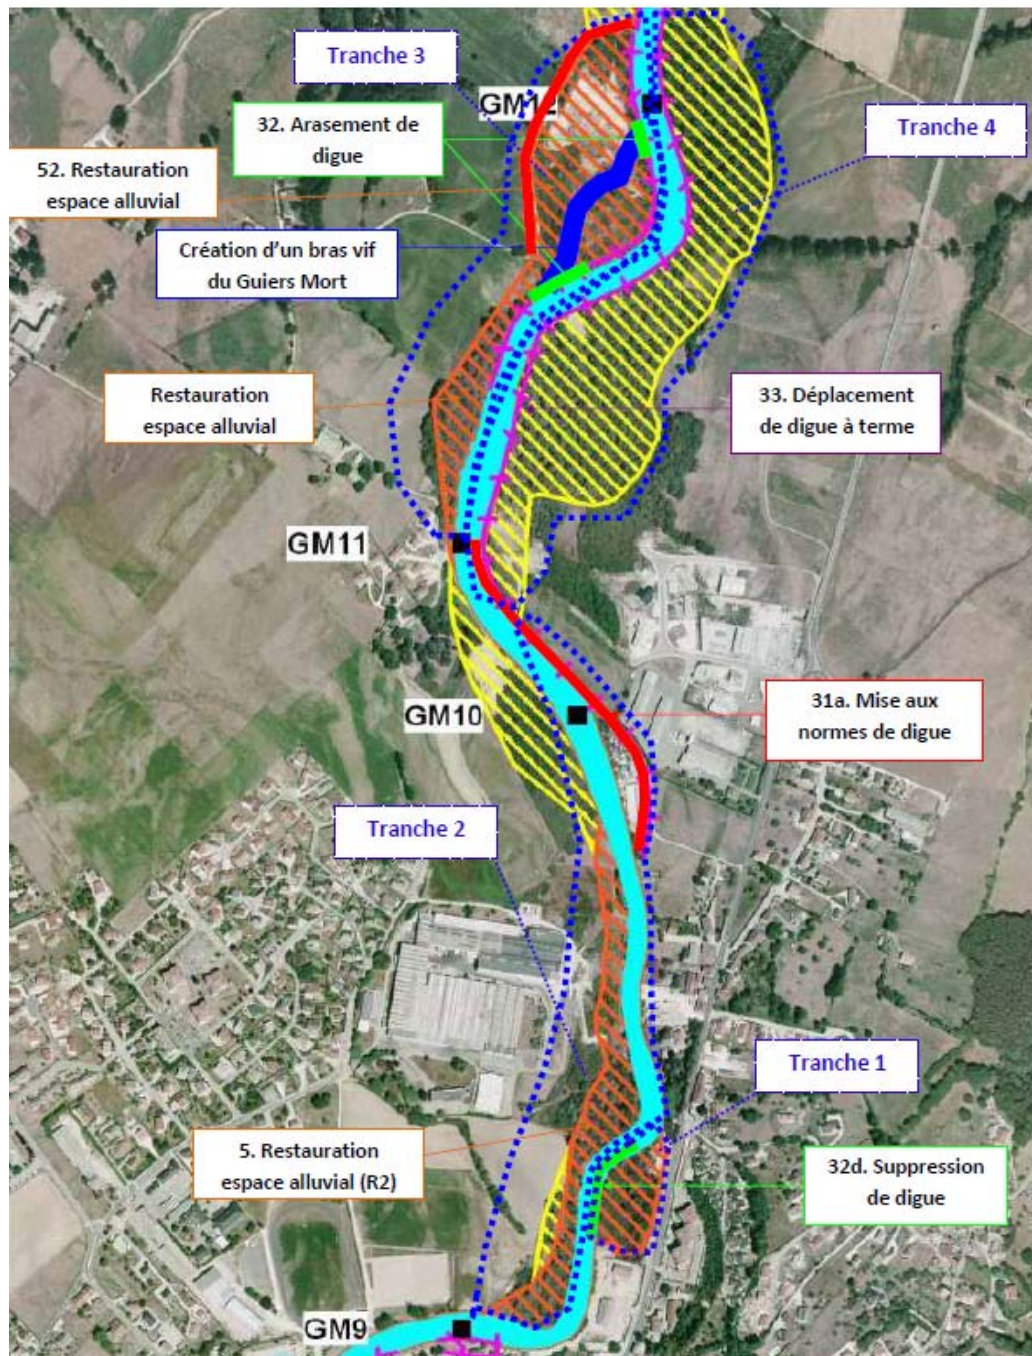 Tranche 3
GM12
32. Arasement de
digue
Tranche 4
52. Restauration
espace alluvial
Création d'un bras vif
du Guiers Mort
Restauration
espace alluvial
33. Déplacement
de digue à terme
GM11
31a. Mise aux
normes de digue
GM10
Tranche 2
Tranche 1
5. Restauration
espace alluvial (R2)
32d. Suppression
de digue
GM9